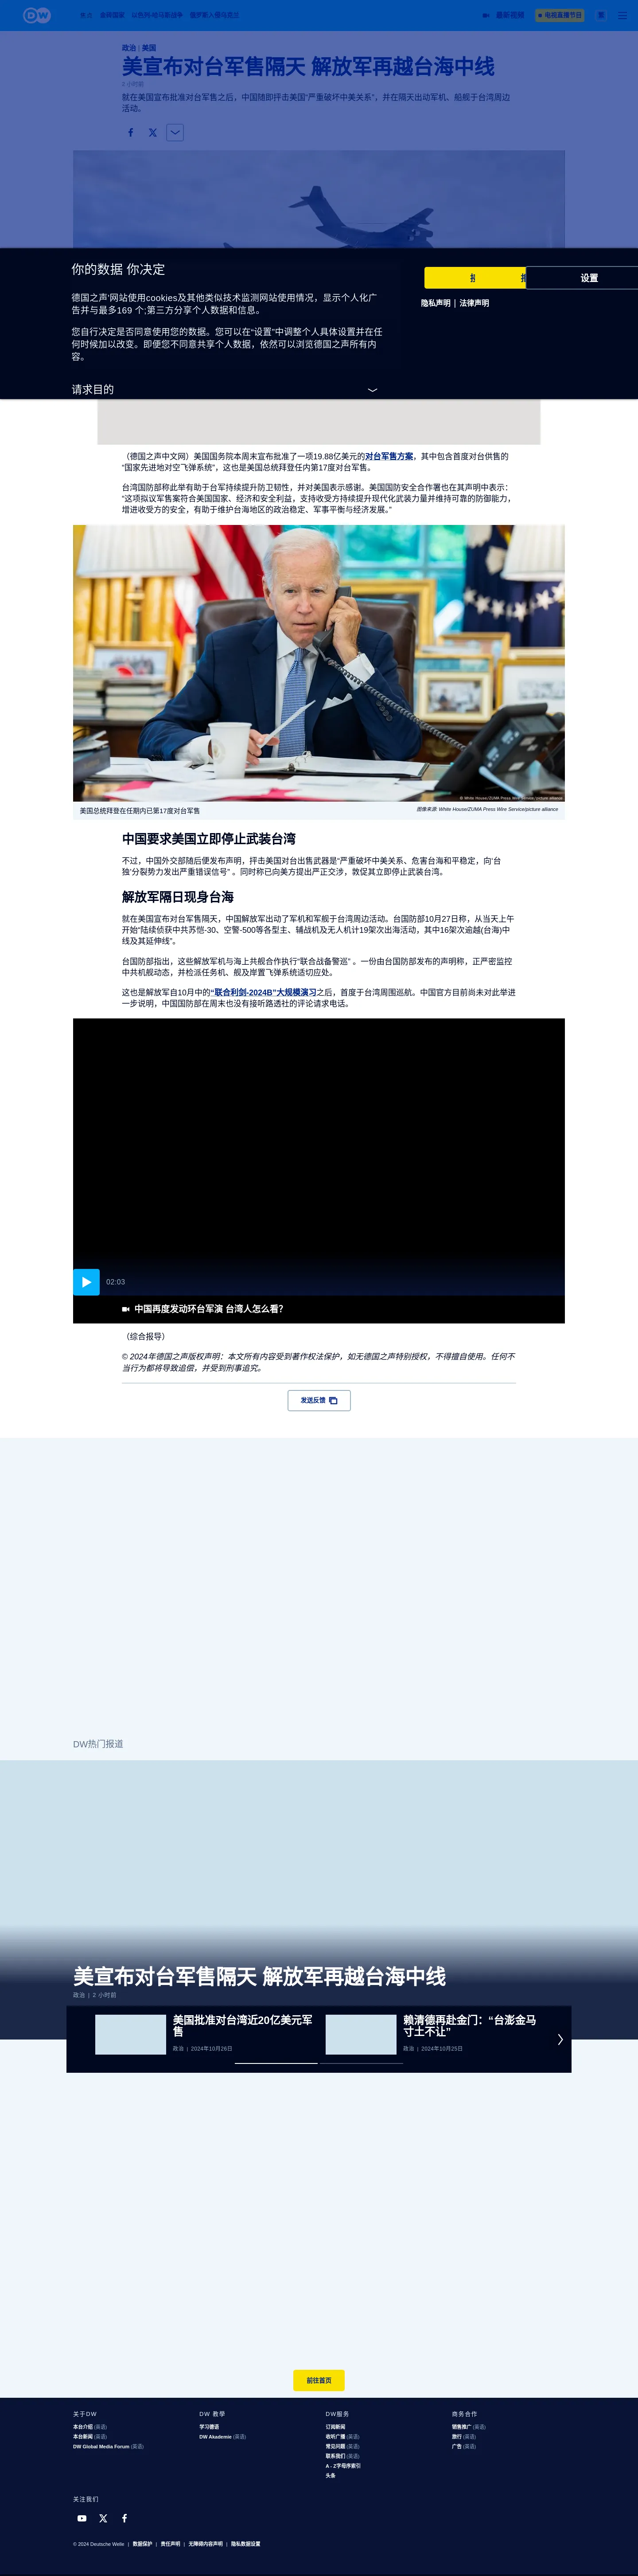 DW
焦点
金砖国家
以色列-哈马斯战争
俄罗斯入侵乌克兰
最新视频
电视直播节目
繁
政治 | 美国
美宣布对台军售隔天 解放军再越台海中线
2 小时前
就在美国宣布批准对台军售之后，中国随即抨击美国“严重破坏中美关系”，并在隔天出动军机、船艦于台湾周边
活动。
你的数据 你决定
德国之声'网站使用cookies及其他类似技术监测网站使用情况，显示个人化广
告并与最多169 个;第三方分享个人数据和信息。
您自行决定是否同意使用您的数据。您可以在"设置"中调整个人具体设置并在任
何时候加以改变。即便您不同意共享个人数据，依然可以浏览德国之声所有内
容。
请求目的
设置
隐私声明 | 法律声明
（德国之声中文网）美国国务院本周末宣布批准了一项19.88亿美元的对台军售方案，其中包含首度对台供售的
“国家先进地对空飞弹系统”，这也是美国总统拜登任内第17度对台军售。
台湾国防部称此举有助于台军持续提升防卫韧性，并对美国表示感谢。美国国防安全合作署也在其声明中表示：
“这项拟议军售案符合美国国家、经济和安全利益，支持收受方持续提升现代化武装力量并维持可靠的防御能力，
增进收受方的安全，有助于维护台海地区的政治稳定、军事平衡与经济发展。”
© White House/ZUMA Press Wire Service/picture alliance
美国总统拜登在任期内已第17度对台军售
图像来源: White House/ZUMA Press Wire Service/picture alliance
中国要求美国立即停止武装台湾
不过，中国外交部随后便发布声明，抨击美国对台出售武器是“严重破坏中美关系、危害台海和平稳定，向‘台
独’分裂势力发出严重错误信号” 。同时称已向美方提出严正交涉，敦促其立即停止武装台湾。
解放军隔日现身台海
就在美国宣布对台军售隔天，中国解放军出动了军机和军舰于台湾周边活动。台国防部10月27日称，从当天上午
开始“陆续侦获中共苏恺-30、空警-500等各型主、辅战机及无人机计19架次出海活动，其中16架次逾越(台海)中
线及其延伸线”。
台国防部指出，这些解放军机与海上共舰合作执行“联合战备警巡” 。一份由台国防部发布的声明称，正严密监控
中共机舰动态，并检派任务机、舰及岸置飞弹系统适切应处。
这也是解放军自10月中的“联合利剑-2024B”大规模演习之后，首度于台湾周围巡航。中国官方目前尚未对此举进
一步说明，中国国防部在周末也没有接听路透社的评论请求电话。
02:03
中国再度发动环台军演 台湾人怎么看？
（综合报导）
© 2024年德国之声版权声明：本文所有内容受到著作权法保护，如无德国之声特别授权，不得擅自使用。任何不
当行为都将导致追偿，并受到刑事追究。
发送反馈
DW热门报道
美宣布对台军售隔天 解放军再越台海中线
政治 | 2 小时前
美国批准对台湾近20亿美元军
售
政治 | 2024年10月26日
赖清德再赴金门：“台澎金马
寸土不让”
政治 | 2024年10月25日
前往首页
关于DW
本台介绍 (英语)
本台新闻 (英语)
DW Global Media Forum (英语)
DW 教學
学习德语
DW Akademie (英语)
DW服务
订阅新闻
收听广播 (英语)
常见问题 (英语)
联系我们 (英语)
A - Z字母序索引
头条
商务合作
销售推广 (英语)
旅行 (英语)
广告 (英语)
关注我们
© 2024 Deutsche Welle | 数据保护 | 责任声明 | 无障碍内容声明 | 隐私数据设置